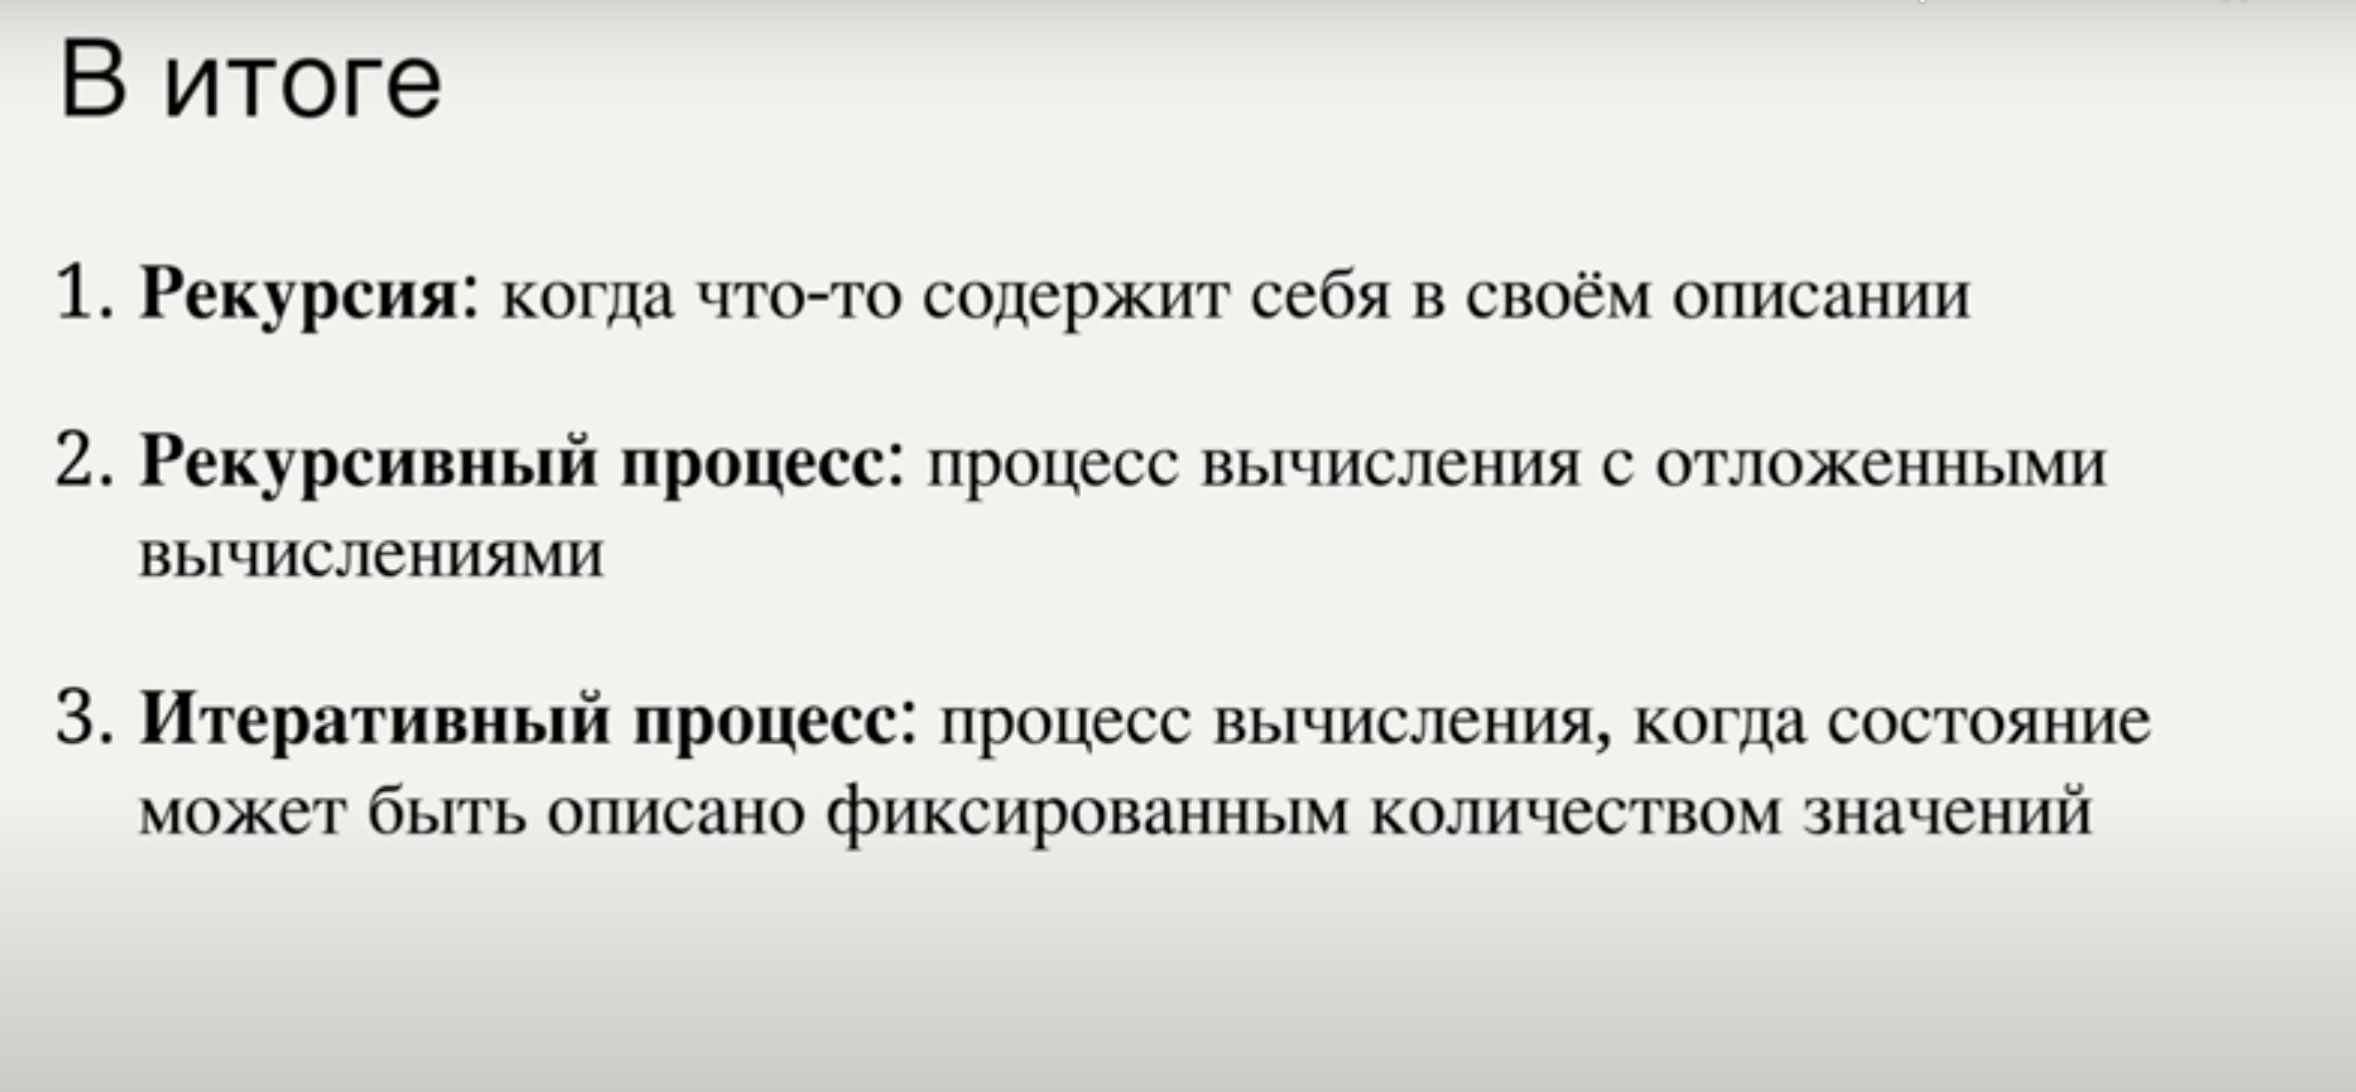 В итоге
1. Рекурсия: когда что-то содержит себя в своём описании
2. Рекурсивный процесс: процесс вычисления с отложенными
вычислениями
3. Итеративный процесс: процесс вычисления, когда состояние
может быть описано фиксированным количеством значений